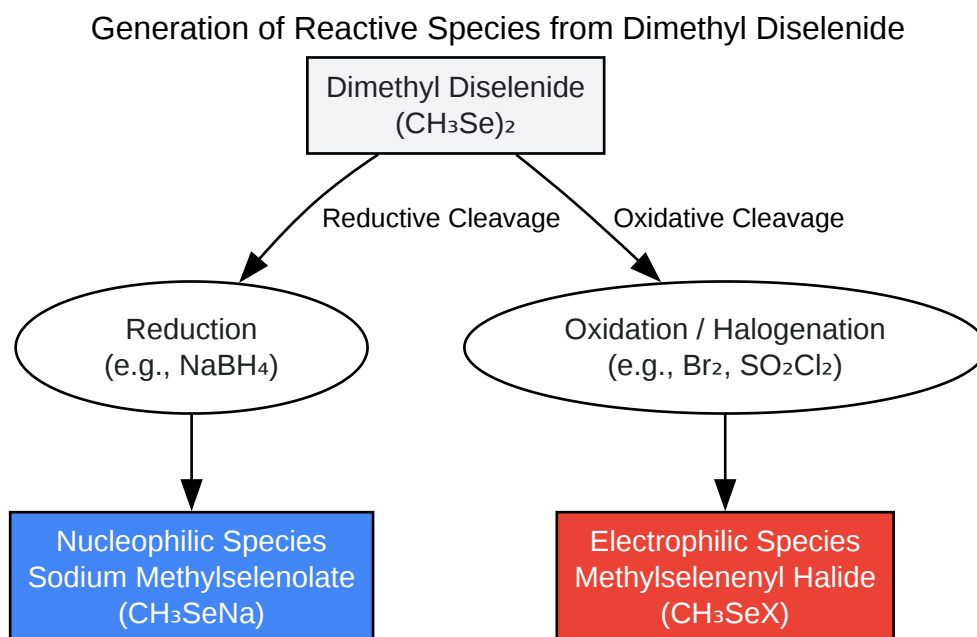 Generation of Reactive Species from Dimethyl Diselenide
Dimethyl Diselenide
(CH₃Se)₂
Reductive Cleavage
Oxidative Cleavage
Reduction
(e.g., NaBH₄)
Oxidation / Halogenation
(e.g., Br₂, SO₂Cl₂)
Nucleophilic Species
Sodium Methylselenolate
(CH₃SeNa)
Electrophilic Species
Methylselenenyl Halide
(CH₃SeX)